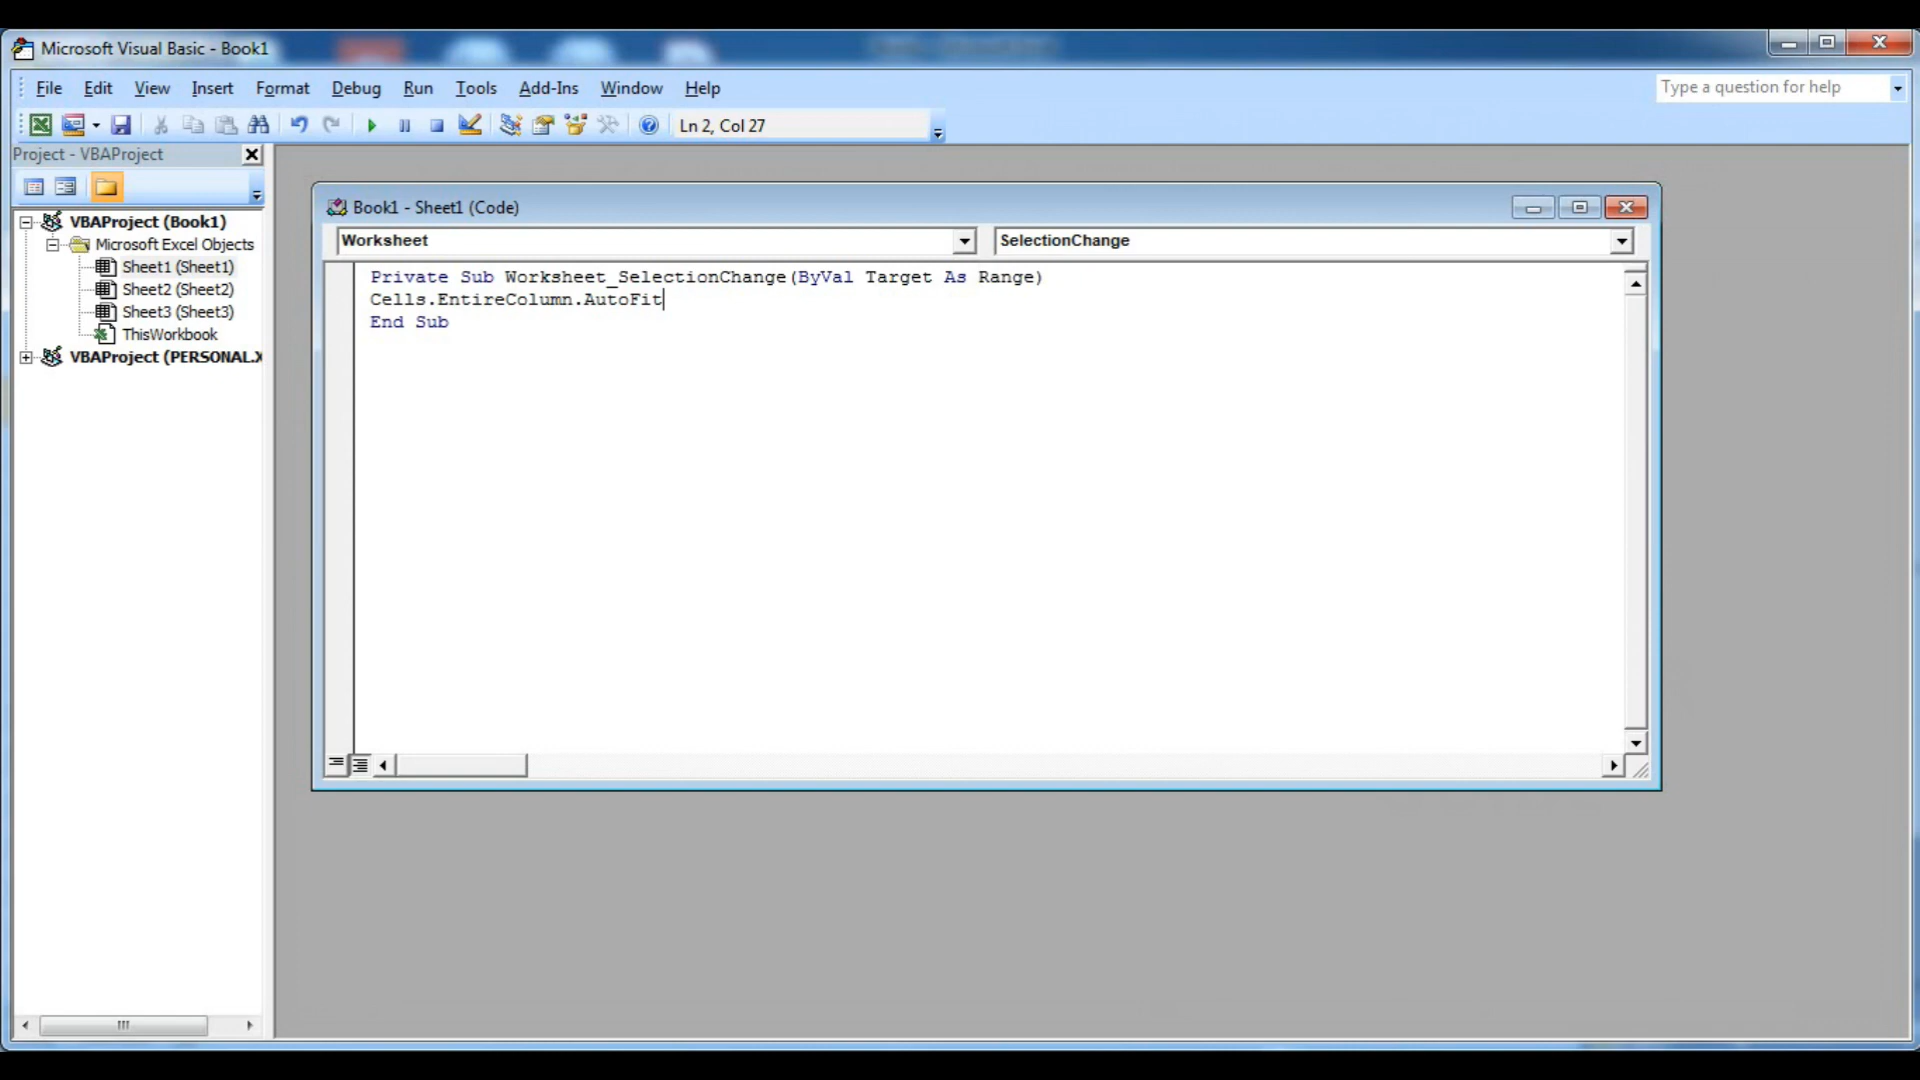 Microsoft Visual Basic - Book1
File Edit View Insert Format Debug Run Tools Add-Ins Window Help
Type a question for help
Ln 2, Col 27
Project - VBAProject
VBAProject (Book1)
Microsoft Excel Objects
Sheet1 (Sheet1)
Sheet2 (Sheet2)
Sheet3 (Sheet3)
ThisWorkbook
VBAProject (PERSONAL.X
Book1 - Sheet1 (Code)
Worksheet
SelectionChange
Private Sub Worksheet_SelectionChange(ByVal Target As Range)
Cells.EntireColumn.AutoFit
End Sub